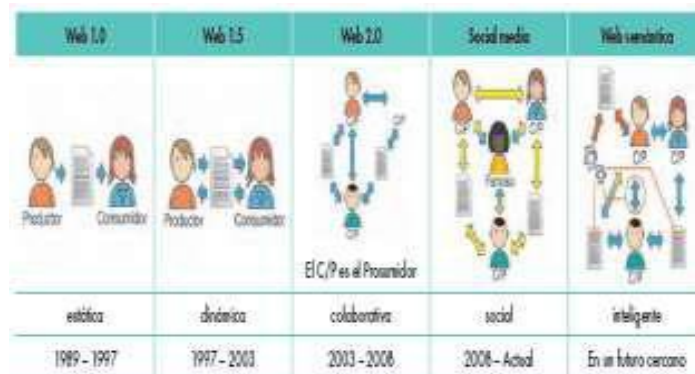 Web 1.0
Web 1.5
Web 2.0
Social media
Web semántica
Productor
Consumidor
Productor
Consumidor
C/P
C/P
C/P
C/P
C/P
C/P
C/P
C/P
C/P
El C/P es el Prosumidor
estática
dinámica
colaborativa
social
inteligente
1989 - 1997
1997 - 2003
2003 - 2008
2008 - Actual
En un futuro cercano